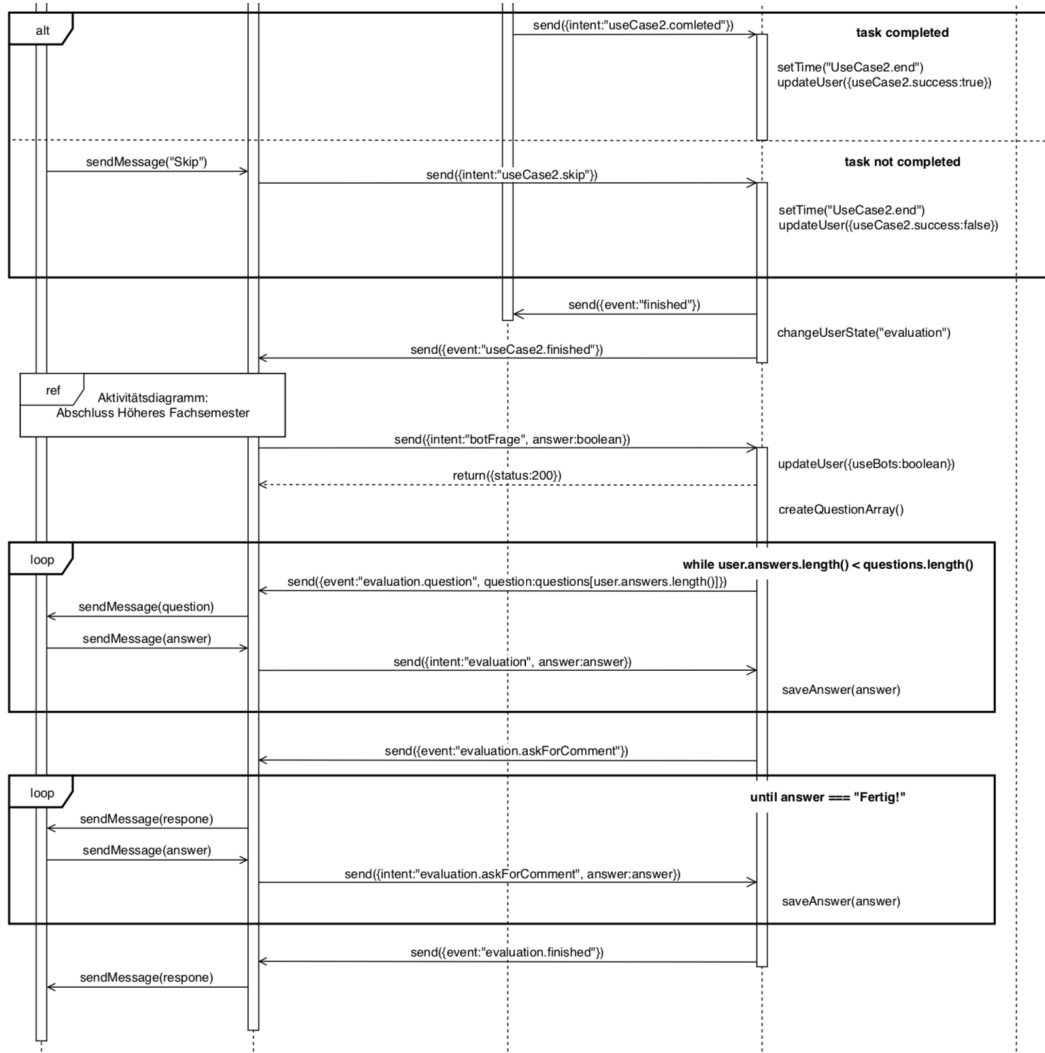 alt
send({intent:"useCase2.comleted"})
task completed
setTime("UseCase2.end")
updateUser({useCase2.success:true})
sendMessage("Skip")
task not completed
send({intent:"useCase2.skip"})
setTime("UseCase2.end")
updateUser({useCase2.success:false})
send({event:"finished"})
changeUserState("evaluation")
send({event:"useCase2.finished"})
ref
Aktivitätsdiagramm:
Abschluss Höheres Fachsemester
send({intent:"botFrage", answer:boolean})
updateUser({useBots:boolean})
return({status:200})
createQuestionArray()
loop
while user.answers.length() < questions.length()
send({event:"evaluation.question", question:questions[user.answers.length()]})
sendMessage(question)
sendMessage(answer)
send({intent:"evaluation", answer:answer})
saveAnswer(answer)
send({event:"evaluation.askForComment"})
loop
until answer === "Fertig!"
sendMessage(respone)
sendMessage(answer)
send({intent:"evaluation.askForComment", answer:answer})
saveAnswer(answer)
send({event:"evaluation.finished"})
sendMessage(respone)